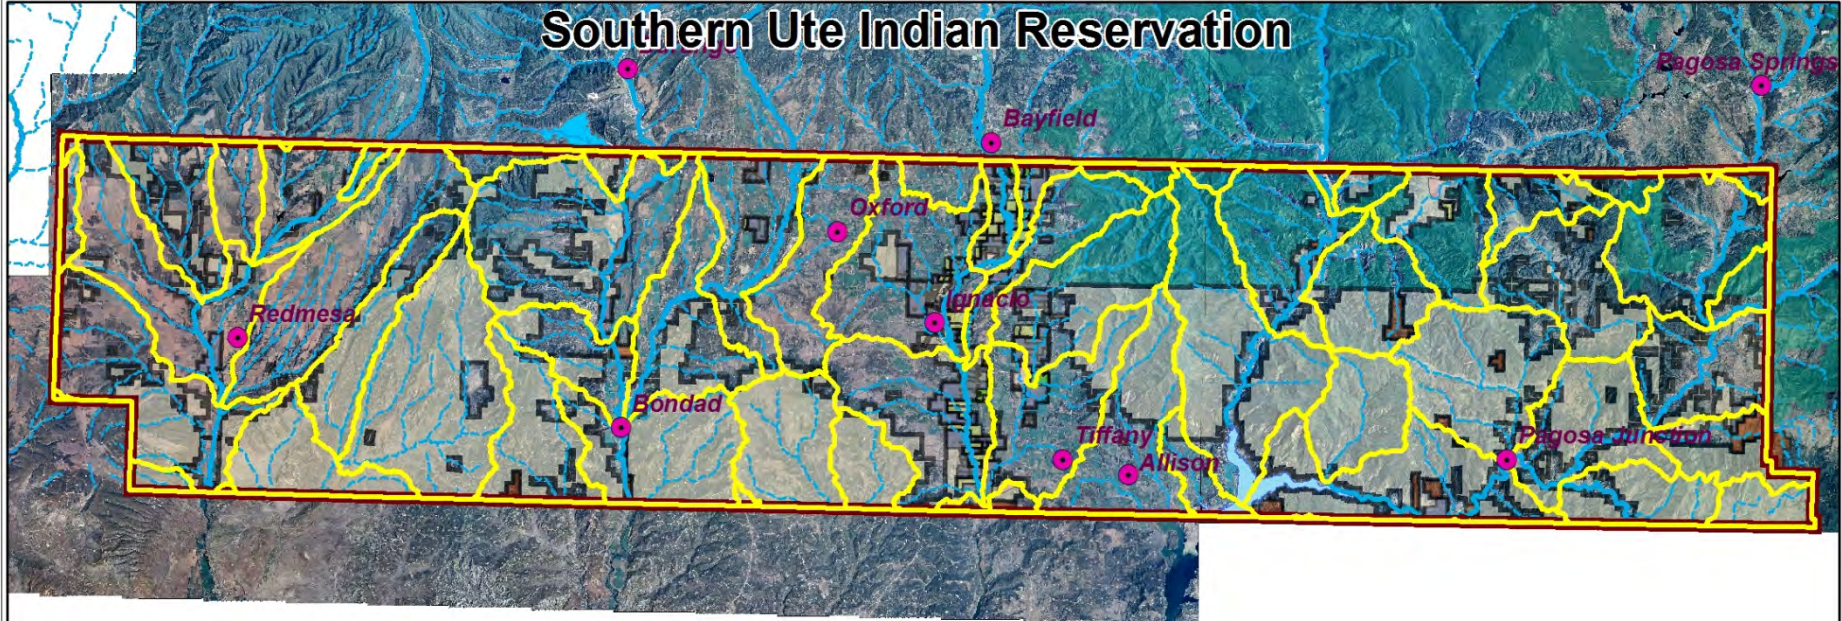 Southern Ute Indian Reservation
Pagosa Springs
Bayfield
Oxford
Ignacio
Redmesa
Bondad
Tiffany
Allison
Pagosa Junction